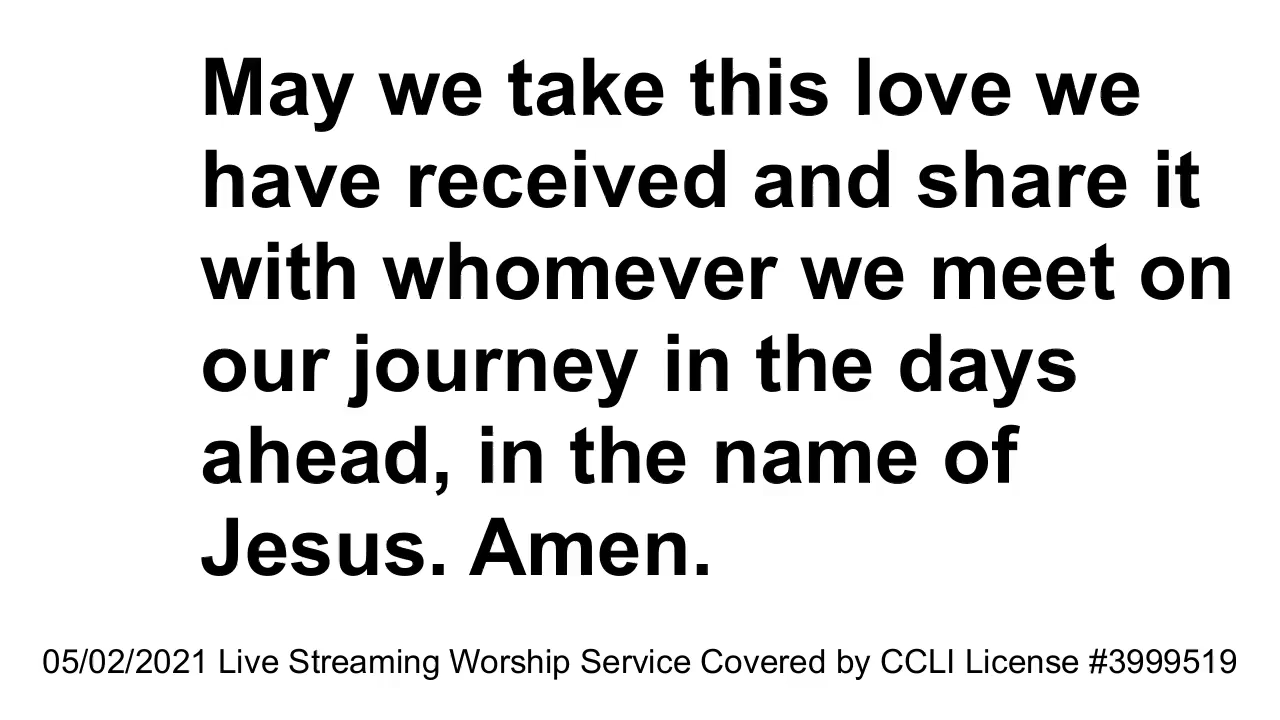 May we take this love we
have received and share it
with whomever we meet on
our journey in the days
ahead, in the name of
Jesus. Amen.
05/02/2021 Live Streaming Worship Service Covered by CCLI License #3999519